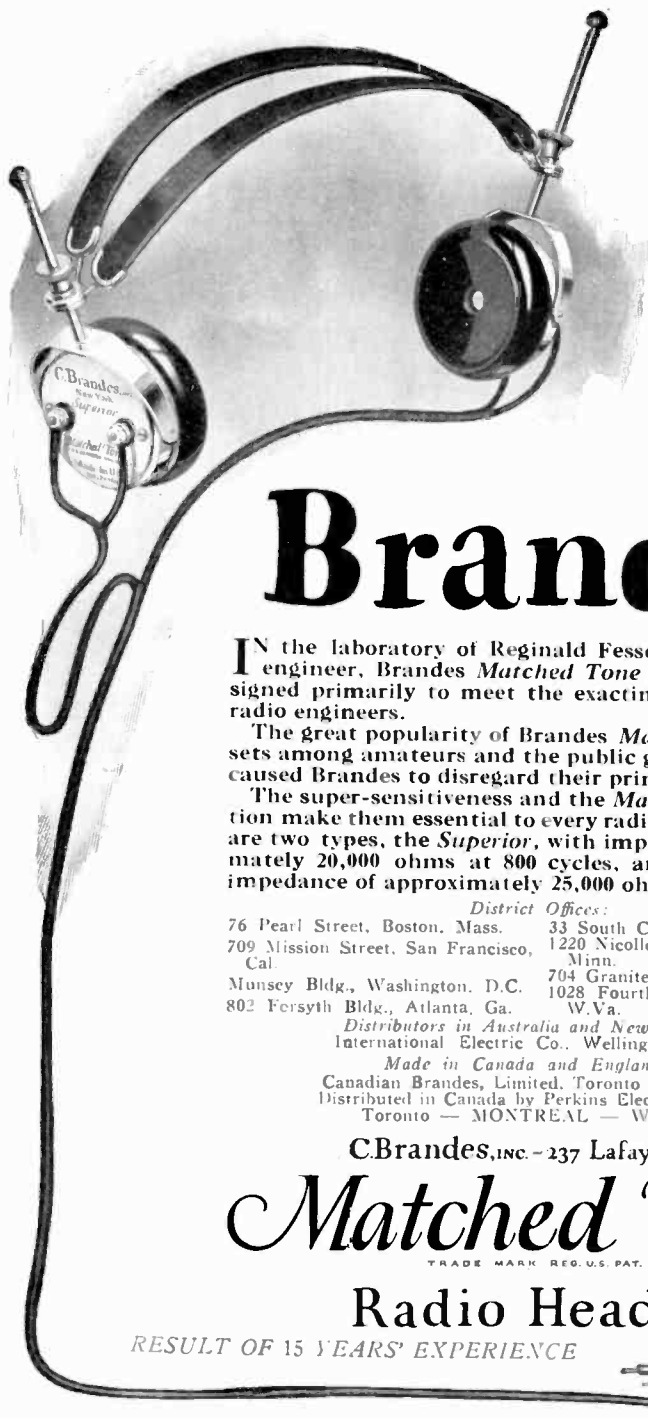 C.Brandes, INC.
New York
Superior
Matched Ton
Bran
IN the laboratory of Reginald Fess
engineer, Brandes Matched Tone
signed primarily to meet the exactin
radio engineers.
The great popularity of Brandes Ma
sets among amateurs and the public g
caused Brandes to disregard their prin
The super-sensitiveness and the Ma
tion make them essential to every radi
are two types, the Superior, with imp
mately 20,000 ohms at 800 cycles, a
impedance of approximately 25,000 oh
District Offices:
76 Pearl Street, Boston, Mass.
709 Mission Street, San Francisco,
Cal.
Munsey Bldg., Washington, D.C.
802 Forsyth Bldg., Atlanta, Ga.
33 South C
1220 Nicolle
Minn.
704 Granite
1028 Fourt
W.Va.
Distributors in Australia and New
International Electric Co., Welling
Made in Canada and Englan
Canadian Brandes, Limited, Toronto
Distributed in Canada by Perkins Elec
Toronto — MONTREAL — W
C.Brandes, INC. - 237 Lafay
Matched
TRADE MARK REG. U.S. PAT.
Radio Head
RESULT OF 15 YEARS' EXPERIENCE